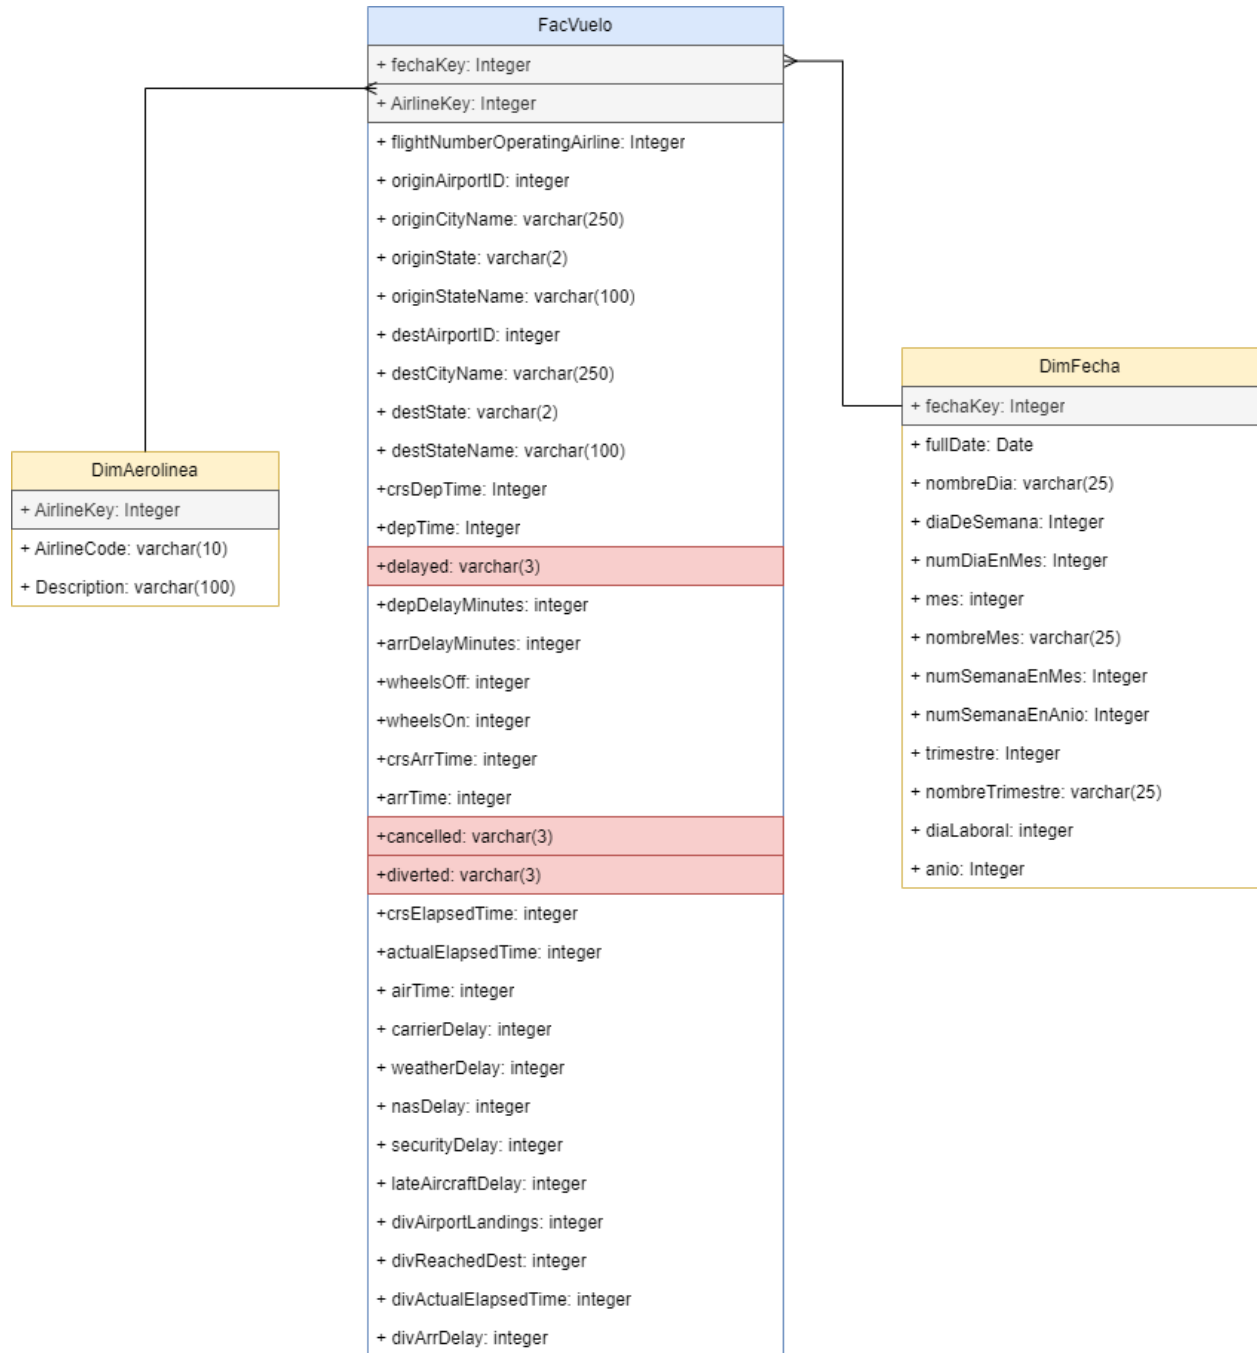 FacVuelo
+ fechaKey: Integer
+ AirlineKey: Integer
+ flightNumberOperatingAirline: Integer
+ originAirportID: integer
+ originCityName: varchar(250)
+ originState: varchar(2)
+ originStateName: varchar(100)
+ destAirportID: integer
+ destCityName: varchar(250)
+ destState: varchar(2)
+ destStateName: varchar(100)
+crsDepTime: Integer
+depTime: Integer
+delayed: varchar(3)
+depDelayMinutes: integer
+arrDelayMinutes: integer
+wheelsOff: integer
+wheelsOn: integer
+crsArrTime: integer
+arrTime: integer
+cancelled: varchar(3)
+diverted: varchar(3)
+crsElapsedTime: integer
+actualElapsedTime: integer
+ airTime: integer
+ carrierDelay: integer
+ weatherDelay: integer
+ nasDelay: integer
+ securityDelay: integer
+ lateAircraftDelay: integer
+ divAirportLandings: integer
+ divReachedDest: integer
+ divActualElapsedTime: integer
+ divArrDelay: integer
DimAerolinea
+ AirlineKey: Integer
+ AirlineCode: varchar(10)
+ Description: varchar(100)
DimFecha
+ fechaKey: Integer
+ fullDate: Date
+ nombreDia: varchar(25)
+ diaDeSemana: Integer
+ numDiaEnMes: Integer
+ mes: integer
+ nombreMes: varchar(25)
+ numSemanaEnMes: Integer
+ numSemanaEnAnio: Integer
+ trimestre: Integer
+ nombreTrimestre: varchar(25)
+ diaLaboral: integer
+ anio: Integer